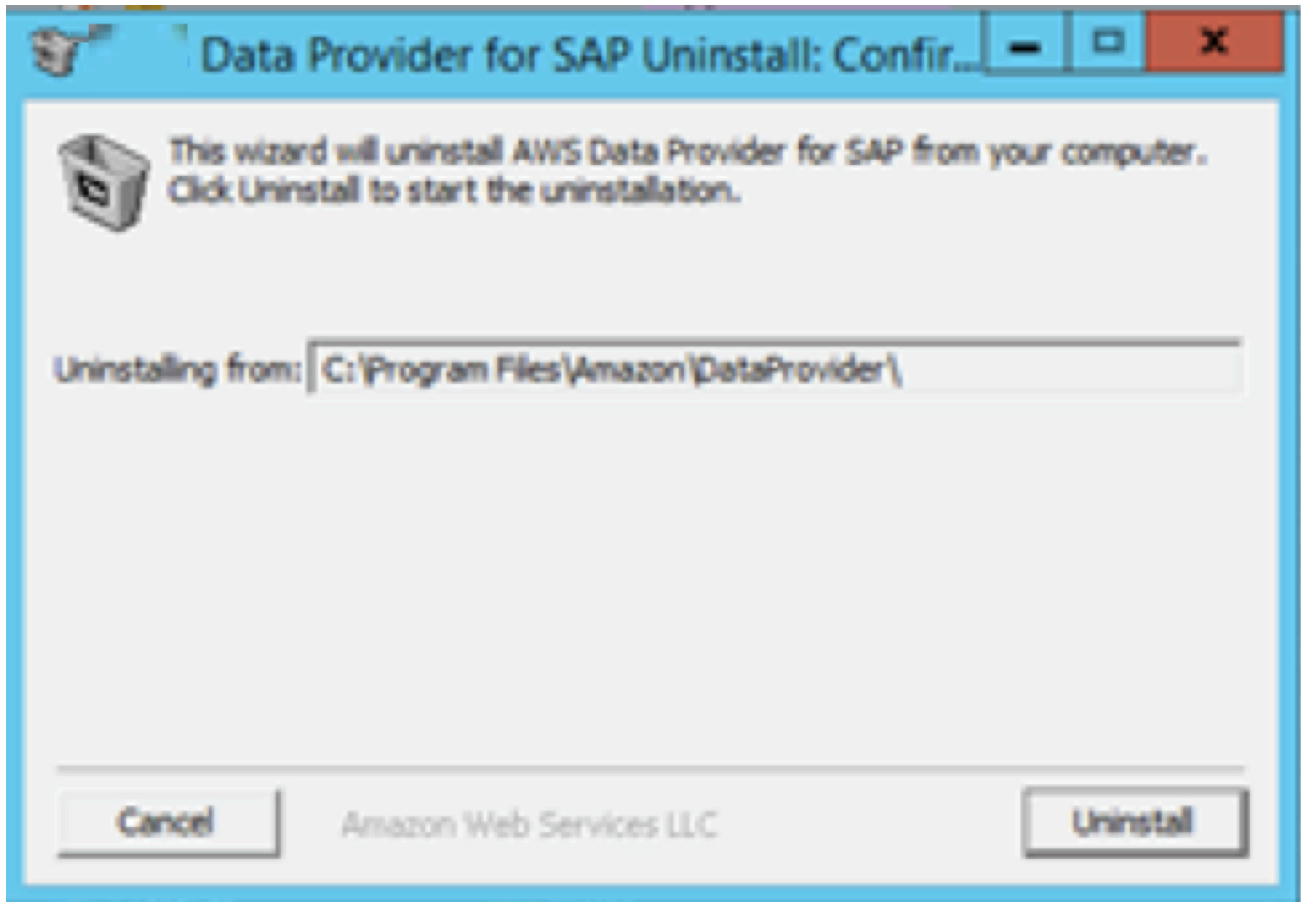 Data Provider for SAP Uninstall: Confir...
This wizard will uninstall AWS Data Provider for SAP from your computer.
Click Uninstall to start the uninstallation.
Uninstalling from: C:\Program Files\Amazon\DataProvider\
Cancel
Amazon Web Services LLC
Uninstall